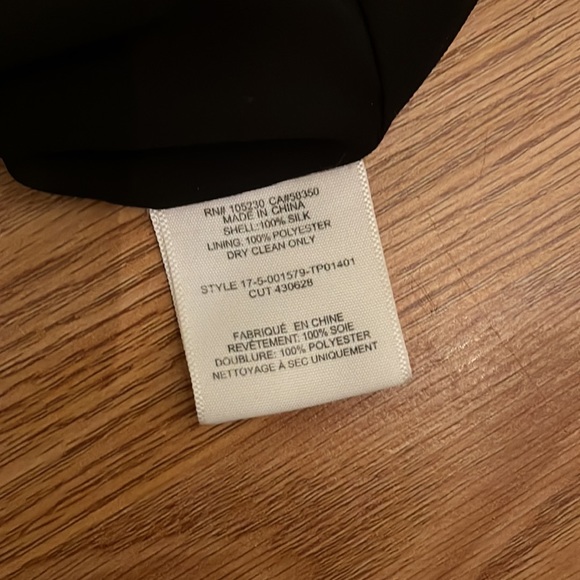 RN# 105230 CA#58350
MADE IN CHINA
SHELL:100% SILK
LINING: 100% POLYESTER
DRY CLEAN ONLY
STYLE 17-5-001579-TP01401
CUT 430628
FABRIQUÉ EN CHINE
REVÊTEMENT: 100% SOIE
DOUBLURE: 100% POLYESTER
NETTOYAGE À SEC UNIQUEMENT